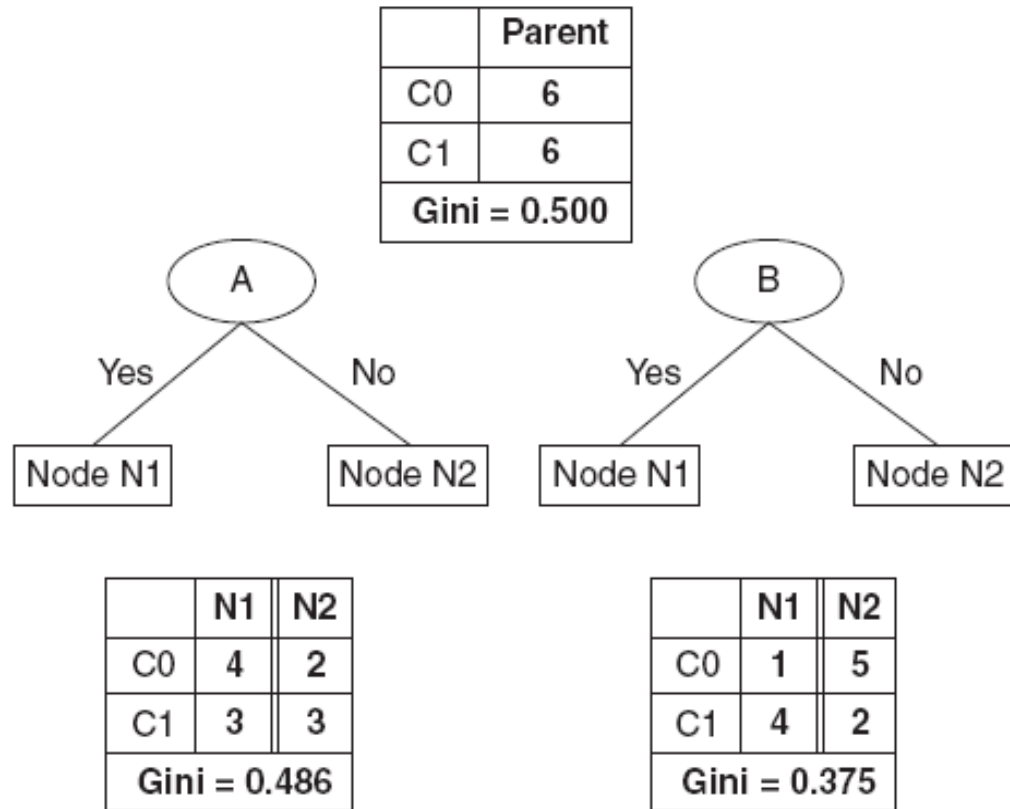 Parent
C0 6
C1 6
Gini = 0.500
A
Yes No
Node N1 Node N2
N1 N2
C0 4 2
C1 3 3
Gini = 0.486
B
Yes No
Node N1 Node N2
N1 N2
C0 1 5
C1 4 2
Gini = 0.375